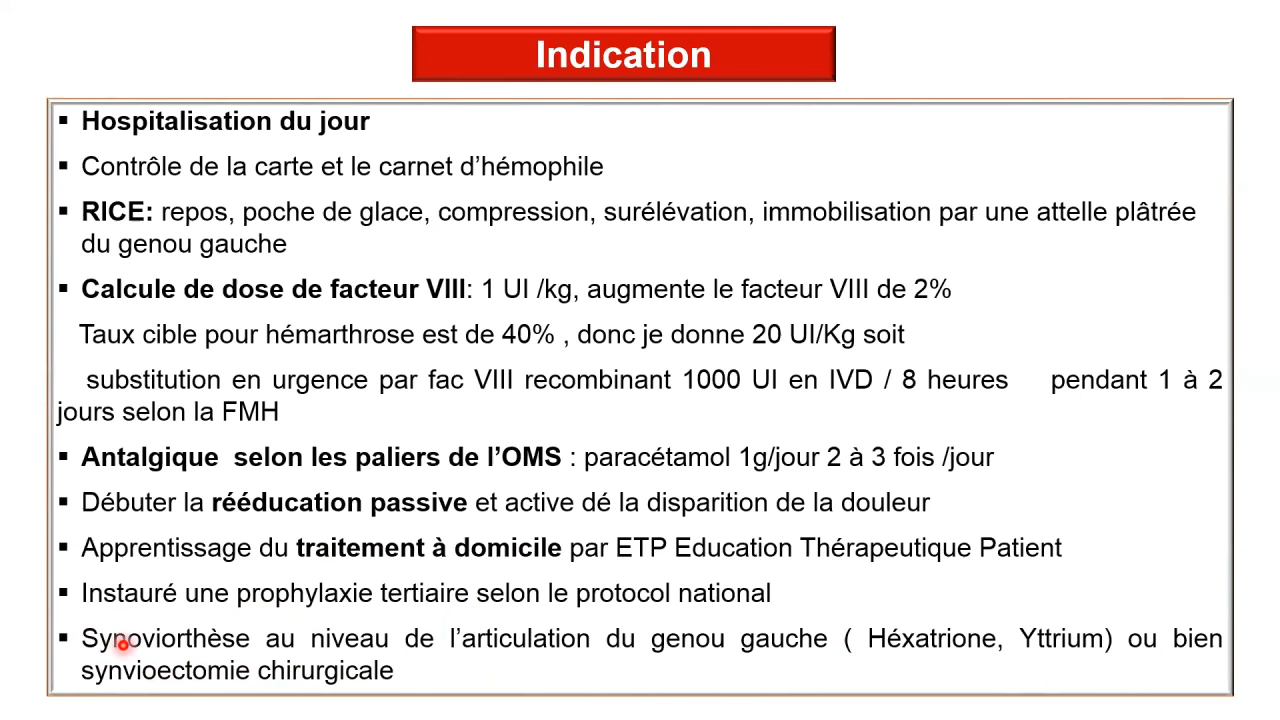 Indication
▪ Hospitalisation du jour
▪ Contrôle de la carte et le carnet d’hémophile
▪ RICE: repos, poche de glace, compression, surélévation, immobilisation par une attelle plâtrée
du genou gauche
▪ Calcule de dose de facteur VIII: 1 UI /kg, augmente le facteur VIII de 2%
Taux cible pour hémarthrose est de 40% , donc je donne 20 UI/Kg soit
substitution en urgence par fac VIII recombinant 1000 UI en IVD / 8 heures pendant 1 à 2
jours selon la FMH
▪ Antalgique selon les paliers de l’OMS : paracétamol 1g/jour 2 à 3 fois /jour
▪ Débuter la rééducation passive et active dé la disparition de la douleur
▪ Apprentissage du traitement à domicile par ETP Education Thérapeutique Patient
▪ Instauré une prophylaxie tertiaire selon le protocol national
▪ Synoviorthèse au niveau de l’articulation du genou gauche ( Héxatrione, Yttrium) ou bien
synvioectomie chirurgicale